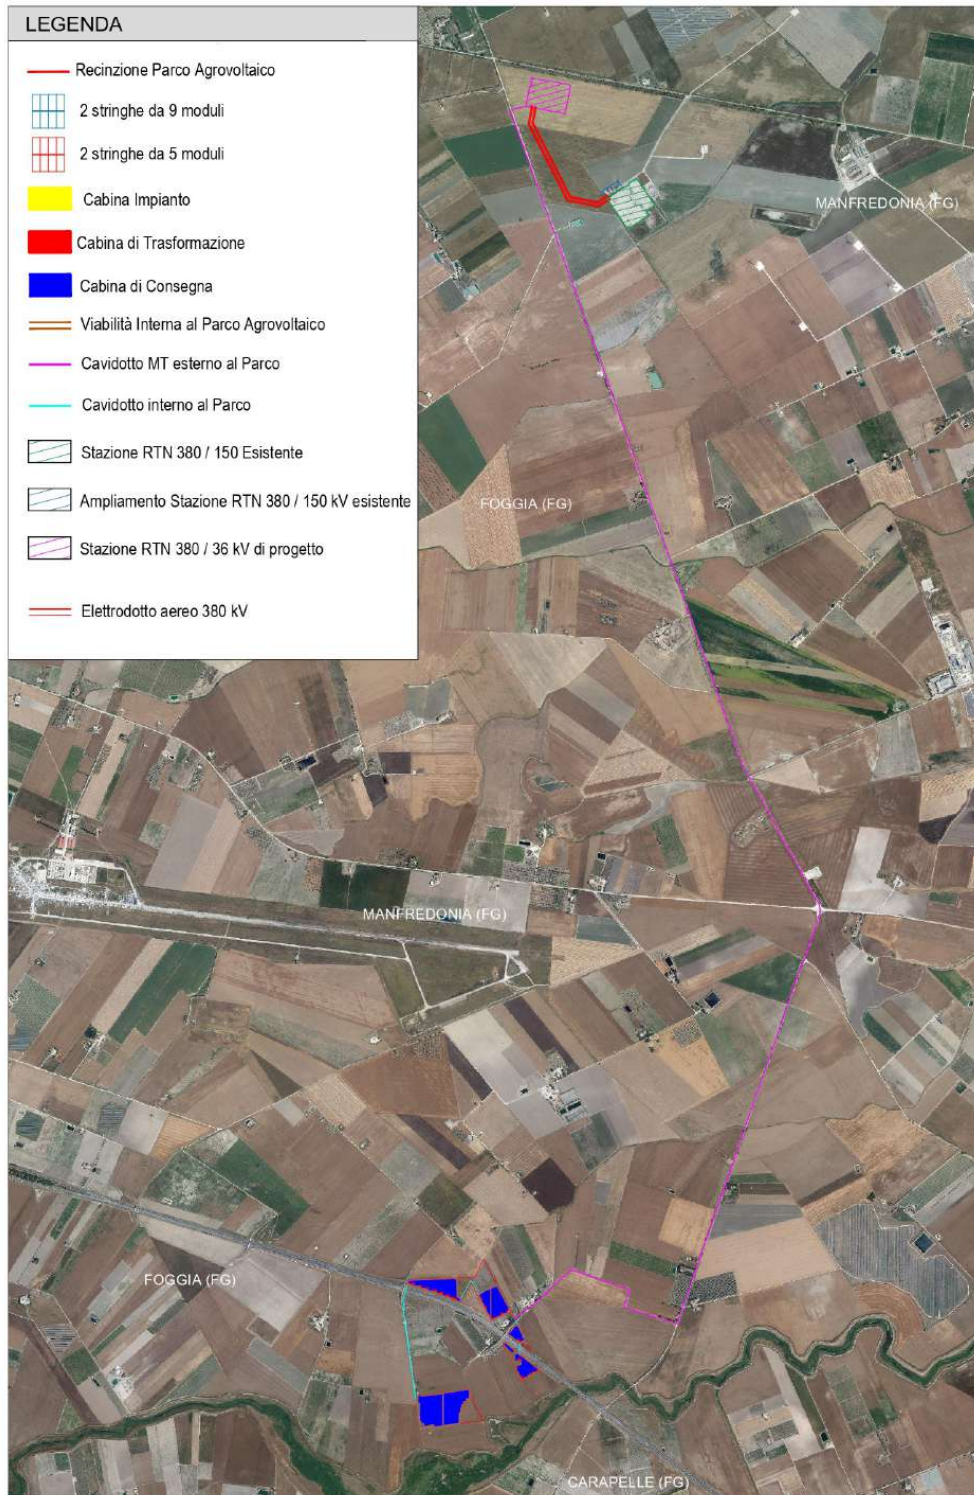 LEGENDA
Recinzione Parco Agrovoltaico
2 stringhe da 9 moduli
2 stringhe da 5 moduli
Cabina Impianto
Cabina di Trasformazione
Cabina di Consegna
Viabilità Interna al Parco Agrovoltaico
Cavidotto MT esterno al Parco
Cavidotto interno al Parco
Stazione RTN 380 / 150 Esistente
Ampliamento Stazione RTN 380 / 150 kV esistente
Stazione RTN 380 / 36 kV di progetto
Elettrodotto aereo 380 kV
MANFREDONIA (FG)
FOGGIA (FG)
MANFREDONIA (FG)
FOGGIA (FG)
CARAPELLE (FG)